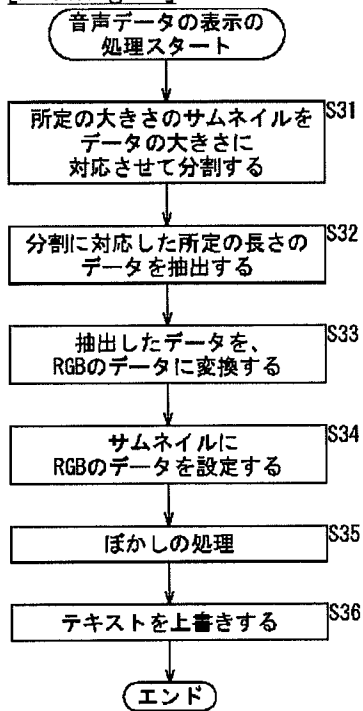 音声データの表示の
処理スタート
S31
所定の大きさのサムネイルを
データの大きさに
対応させて分割する
S32
分割に対応した所定の長さの
データを抽出する
S33
抽出したデータを、
RGBのデータに変換する
S34
サムネイルに
RGBのデータを設定する
S35
ぼかしの処理
S36
テキストを上書きする
エンド